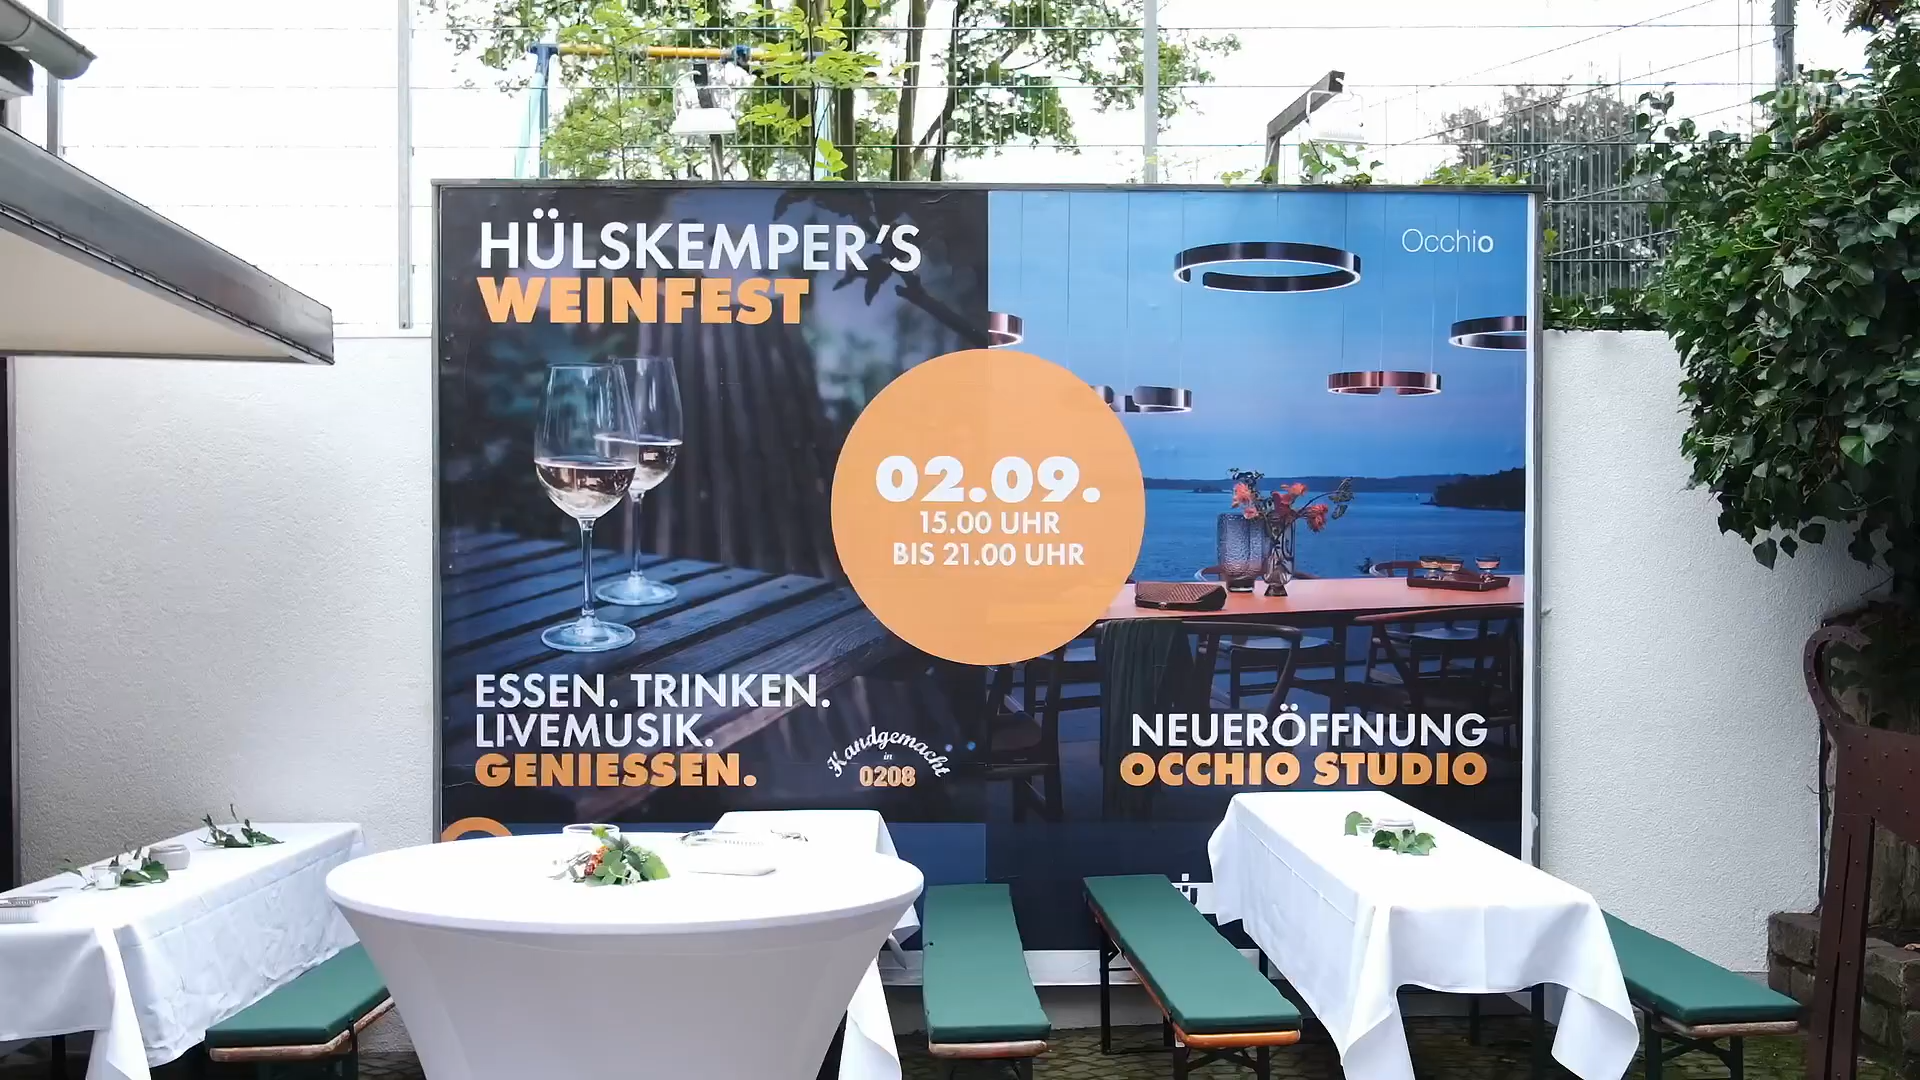 HÜLSKEMPER'S
WEINFEST
Occhio
02.09.
15.00 UHR
BIS 21.00 UHR
ESSEN. TRINKEN.
LIVEMUSIK.
GENIESSEN.
Handgemacht
in
0208
NEUERÖFFNUNG
OCCHIO STUDIO